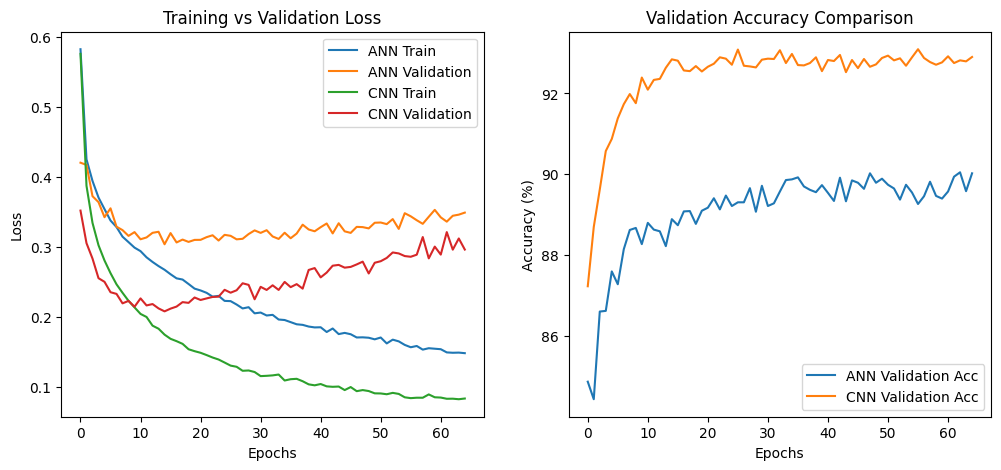 Training vs Validation Loss
0.6
0.5
0.4
0.3
0.2
0.1
Loss
0
10
20
30
40
50
60
Epochs
ANN Train
ANN Validation
CNN Train
CNN Validation
Validation Accuracy Comparison
92
90
88
86
Accuracy (%)
0
10
20
30
40
50
60
Epochs
ANN Validation Acc
CNN Validation Acc